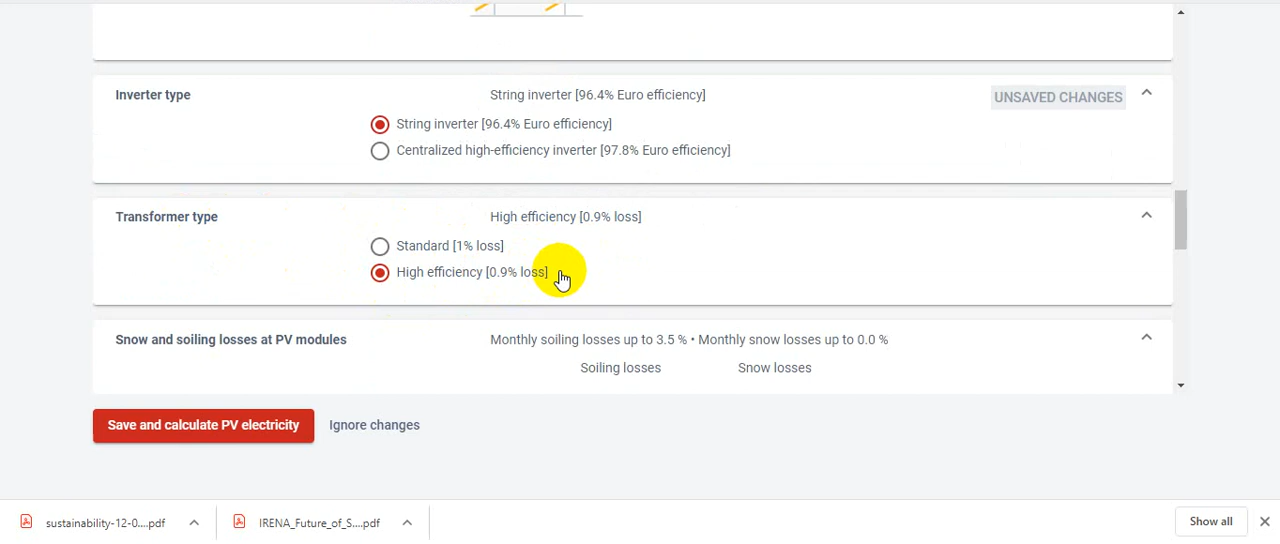 Inverter type
String inverter [96.4% Euro efficiency]
UNSAVED CHANGES
String inverter [96.4% Euro efficiency]
Centralized high-efficiency inverter [97.8% Euro efficiency]
Transformer type
High efficiency [0.9% loss]
Standard [1% loss]
High efficiency [0.9% loss]
Snow and soiling losses at PV modules
Monthly soiling losses up to 3.5 % • Monthly snow losses up to 0.0 %
Soiling losses
Snow losses
Save and calculate PV electricity
Ignore changes
sustainability-12-0....pdf
IRENA_Future_of_S....pdf
Show all